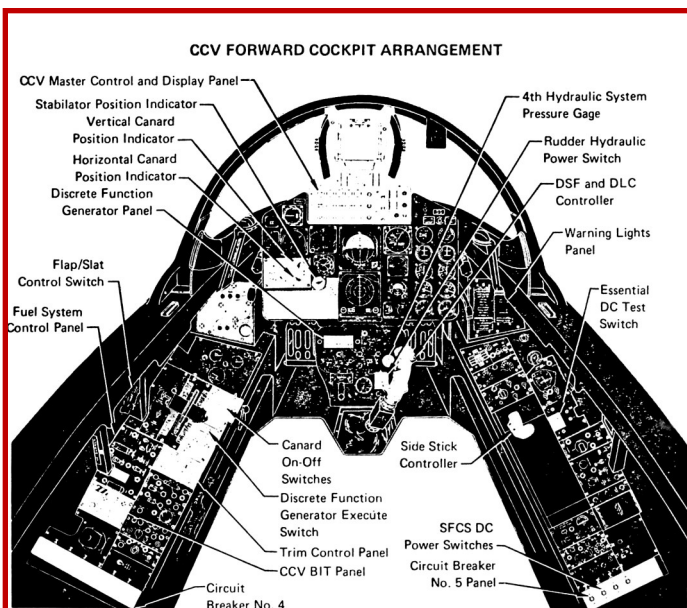 CCV FORWARD COCKPIT ARRANGEMENT
CCV Master Control and Display Panel
Stabilator Position Indicator
Vertical Canard
Position Indicator
Horizontal Canard
Position Indicator
Discrete Function
Generator Panel
Flap/Slat
Control Switch
Fuel System
Control Panel
4th Hydraulic System
Pressure Gage
Rudder Hydraulic
Power Switch
DSF and DLC
Controller
Warning Lights
Panel
Essential
DC Test
Switch
Canard
On-Off
Switches
Discrete Function
Generator Execute
Switch
Trim Control Panel
CCV BIT Panel
Circuit
Breaker No. 4
Side Stick
Controller
SFCS DC
Power Switches
Circuit Breaker
No. 5 Panel